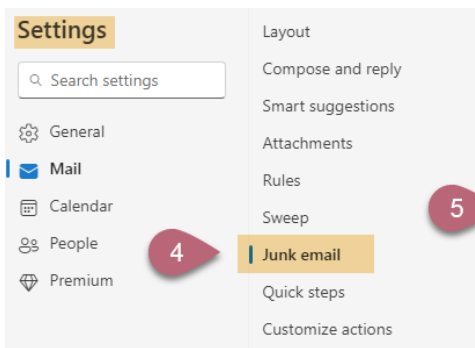 Settings
Search settings
General
Mail
Calendar
People
Premium
4
Layout
Compose and reply
Smart suggestions
Attachments
Rules
Sweep
5
Junk email
Quick steps
Customize actions